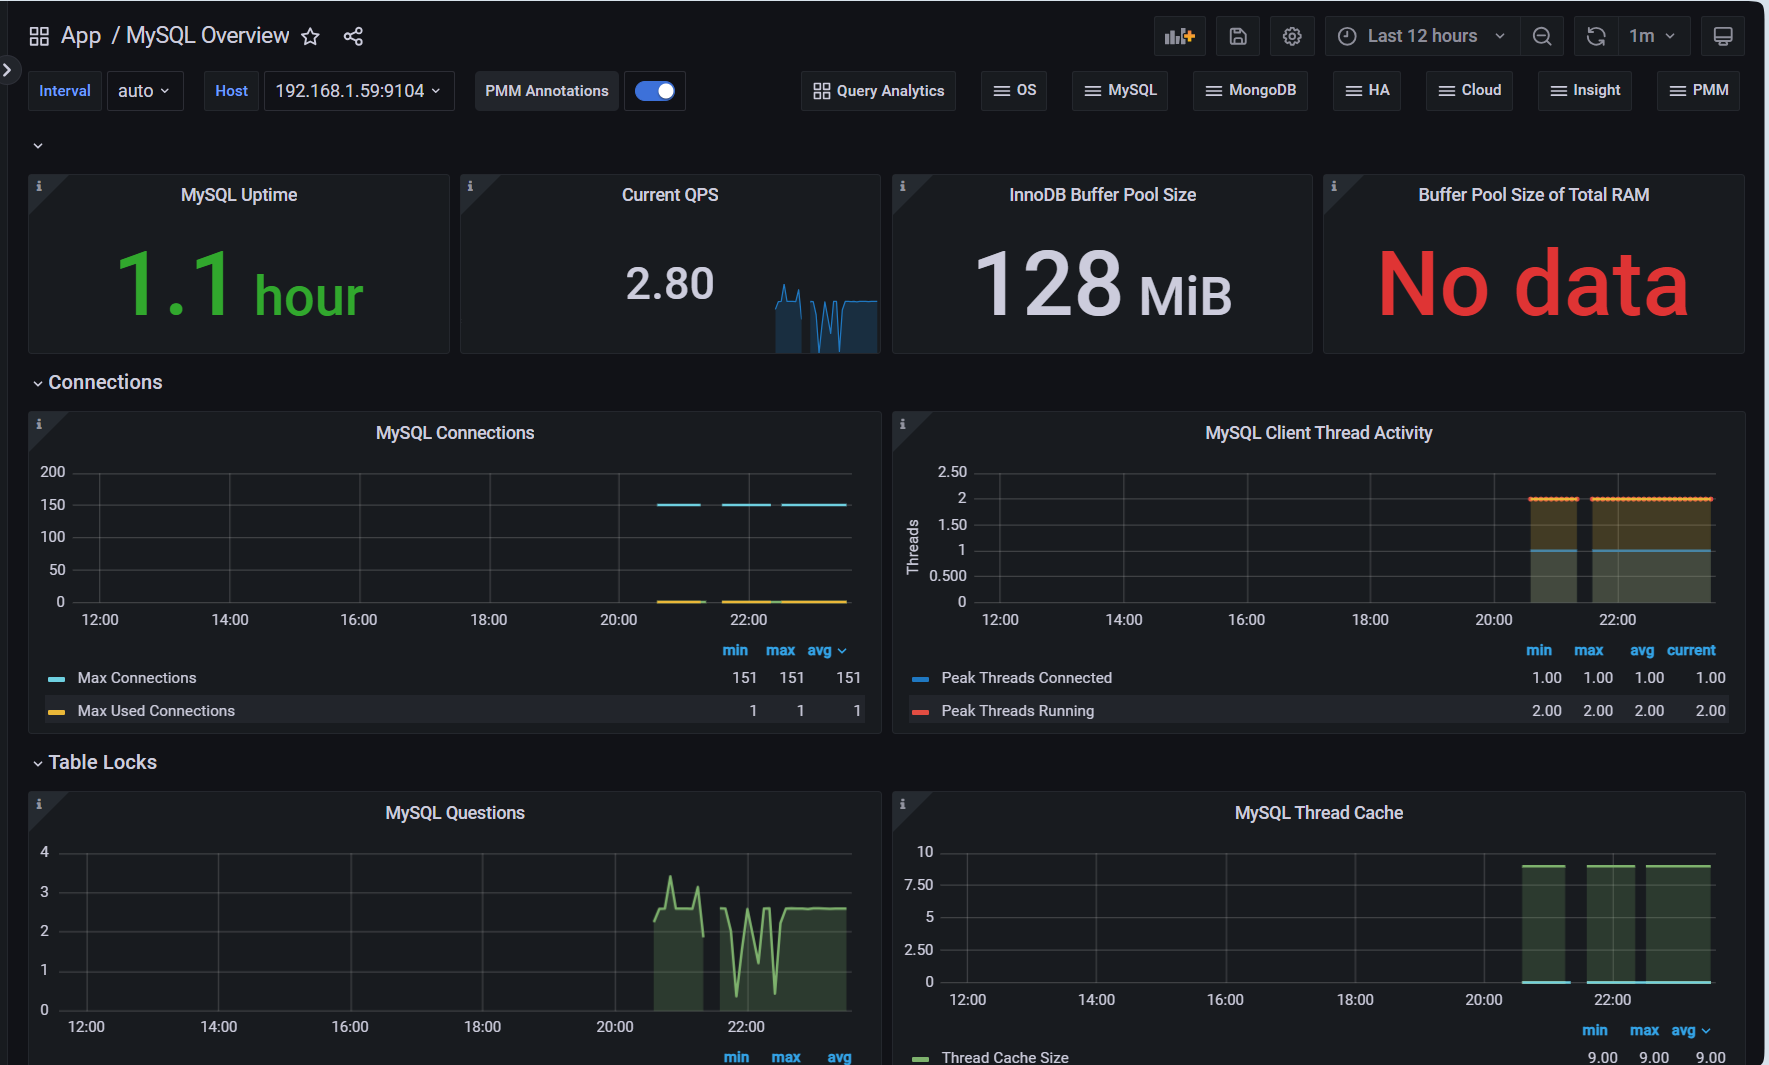 App / MySQL Overview
Last 12 hours
1m
Interval
auto
Host
192.168.1.59:9104
PMM Annotations
Query Analytics
OS
MySQL
MongoDB
HA
Cloud
Insight
PMM
MySQL Uptime
1.1 hour
Current QPS
2.80
InnoDB Buffer Pool Size
128 MiB
Buffer Pool Size of Total RAM
No data
Connections
MySQL Connections
200
150
100
50
0
12:00 14:00 16:00 18:00 20:00 22:00
min max avg
Max Connections 151 151 151
Max Used Connections 1 1 1
MySQL Client Thread Activity
Threads
2.50
2
1.50
1
0.500
0
12:00 14:00 16:00 18:00 20:00 22:00
min max avg current
Peak Threads Connected 1.00 1.00 1.00 1.00
Peak Threads Running 2.00 2.00 2.00 2.00
Table Locks
MySQL Questions
4
3
2
1
0
12:00 14:00 16:00 18:00 20:00 22:00
min max avg
MySQL Thread Cache
10
7.50
5
2.50
0
12:00 14:00 16:00 18:00 20:00 22:00
min max avg
Thread Cache Size 9.00 9.00 9.00